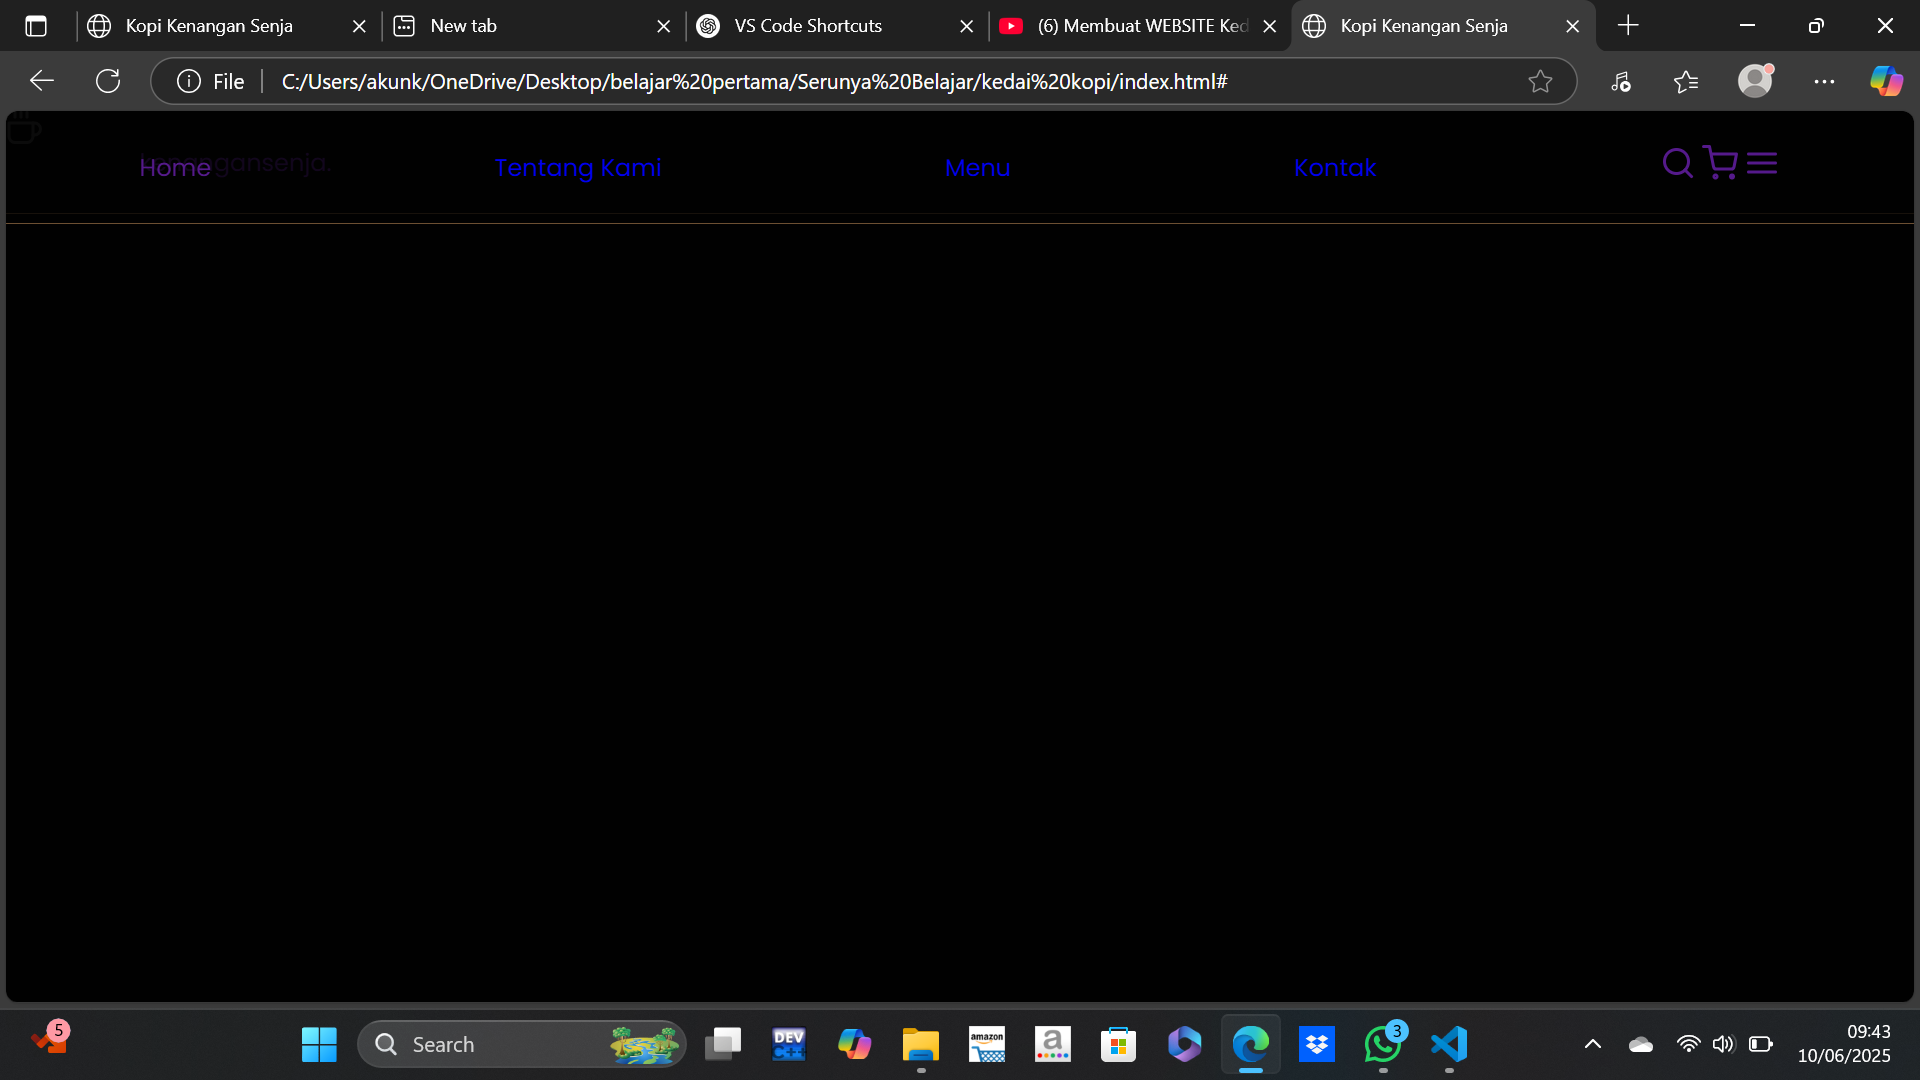 Kopi Kenangan Senja
New tab
VS Code Shortcuts
(6) Membuat WEBSITE Ked
Kopi Kenangan Senja
File
C:/Users/akunk/OneDrive/Desktop/belajar%20pertama/Serunya%20Belajar/kedai%20kopi/index.html#
kenangansenja.
Home
Tentang Kami
Menu
Kontak
5
Search
DEV
C++
amazon
a
3
09:43
10/06/2025